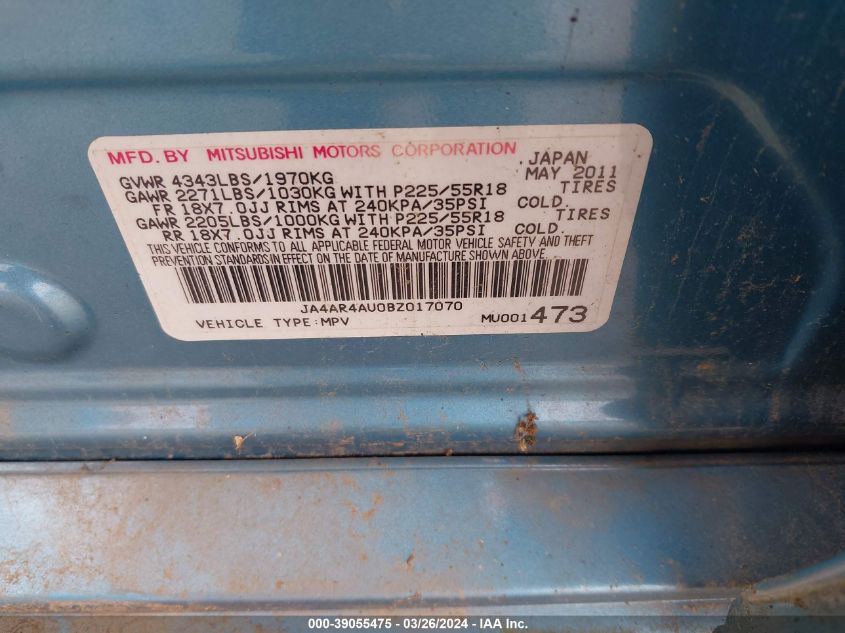 MFD. BY MITSUBISHI MOTORS CORPORATION JAPAN
GVWR 4343LBS/1970KG MAY 2011
GAWR 2271LBS/1030KG WITH P225/55R18 TIRES
FR 18X7.0JJ RIMS AT 240KPA/35PSI COLD.
GAWR 2205LBS/1000KG WITH P225/55R18 TIRES
RR 18X7.0JJ RIMS AT 240KPA/35PSI COLD.
THIS VEHICLE CONFORMS TO ALL APPLICABLE FEDERAL MOTOR VEHICLE SAFETY AND THEFT
PREVENTION STANDARDS IN EFFECT ON THE DATE OF MANUFACTURE SHOWN ABOVE.
JA4AR4AU0BZ017070
VEHICLE TYPE:MPV MU001473
000-39055475 - 03/26/2024 - IAA Inc.